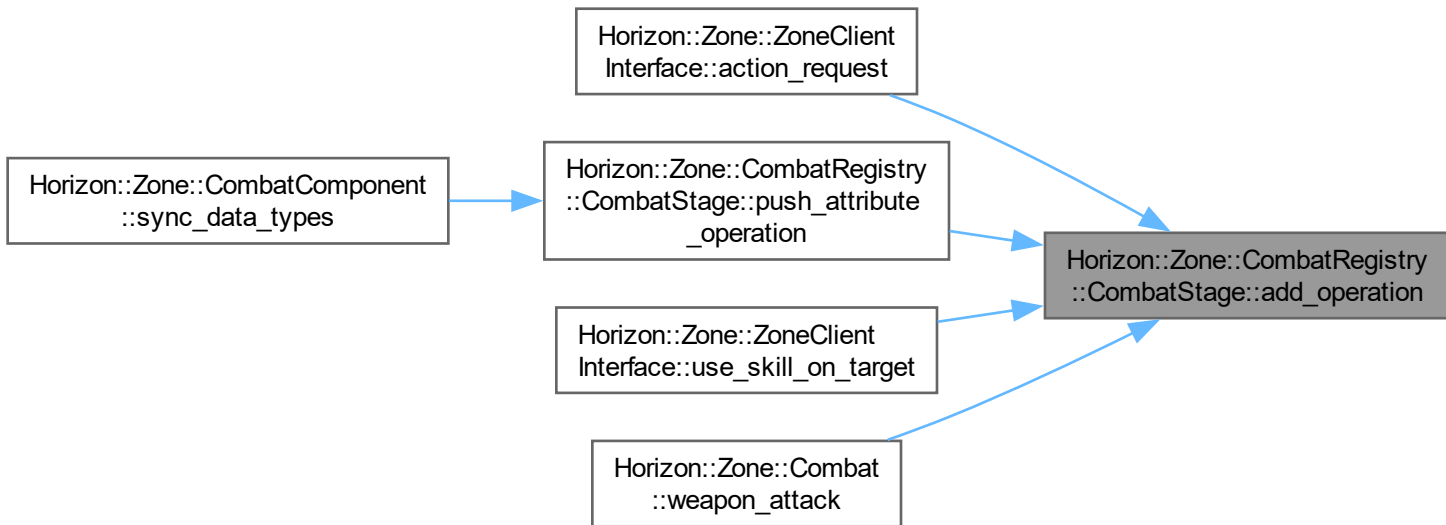 Horizon::Zone::ZoneClient
Interface::action_request
Horizon::Zone::CombatComponent
::sync_data_types
Horizon::Zone::CombatRegistry
::CombatStage::push_attribute
_operation
Horizon::Zone::CombatRegistry
::CombatStage::add_operation
Horizon::Zone::ZoneClient
Interface::use_skill_on_target
Horizon::Zone::Combat
::weapon_attack